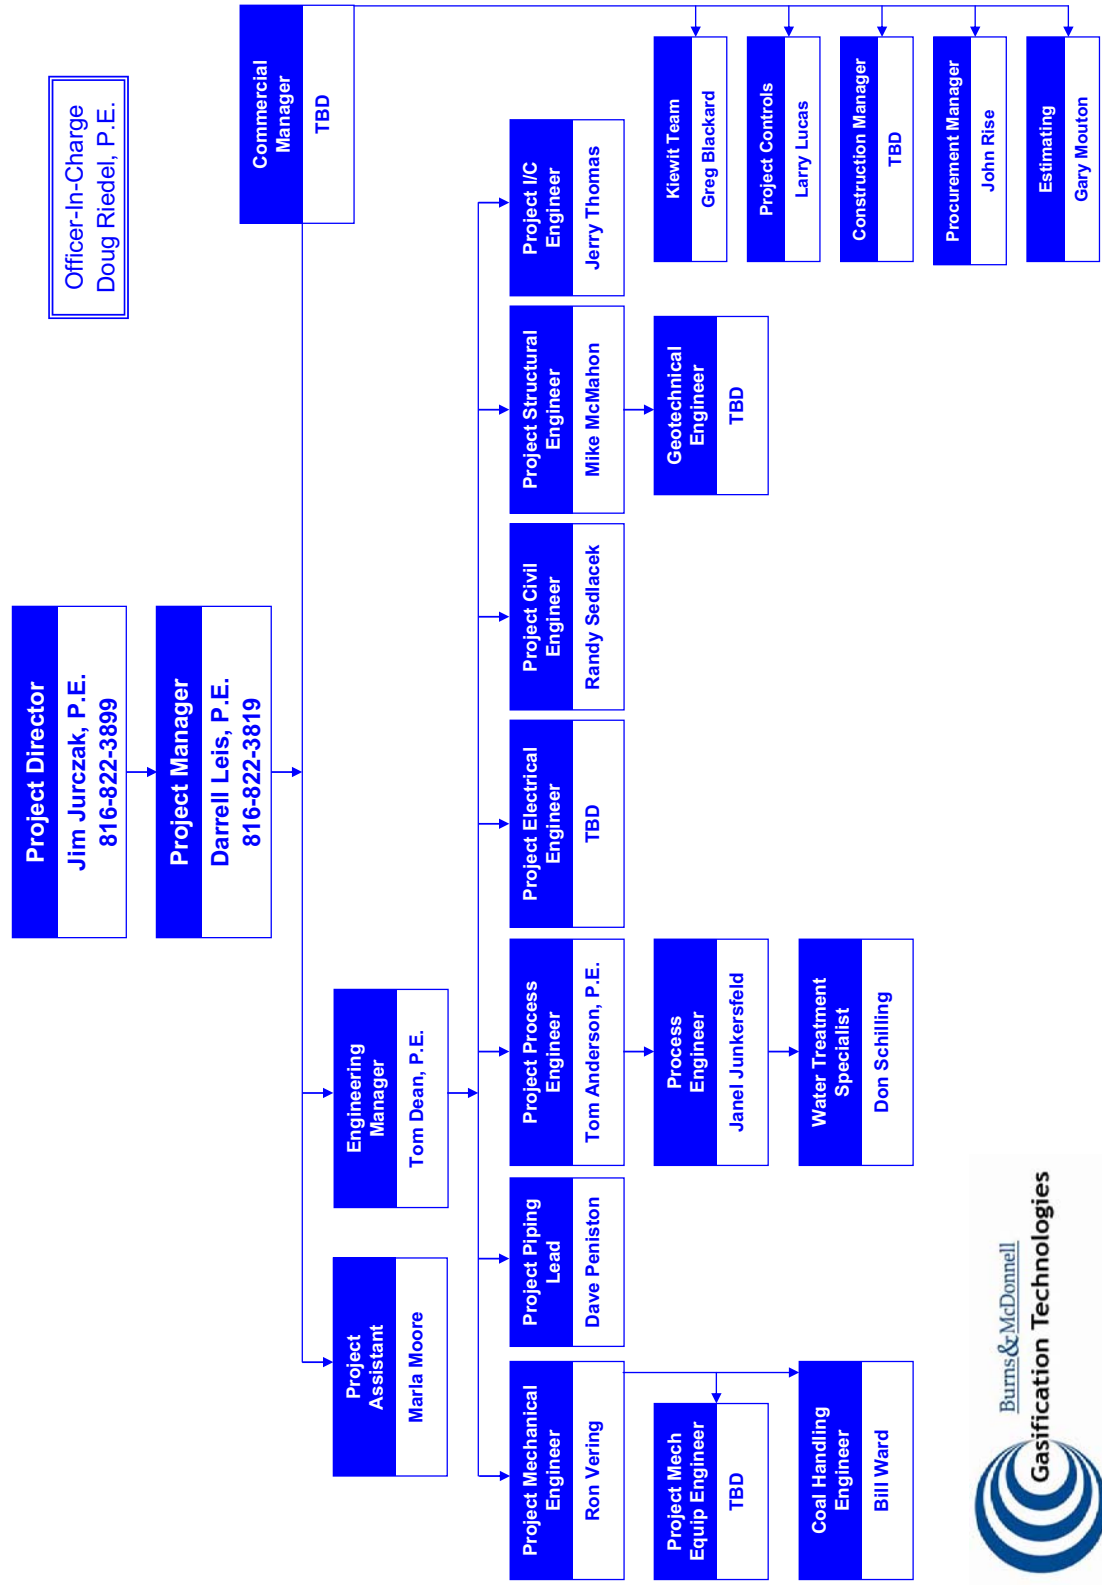 Officer-In-Charge
Doug Riedel, P.E.
Project Director
Jim Jurczak, P.E.
816-822-3899
Project Manager
Darrell Leis, P.E.
816-822-3819
Commercial
Manager
TBD
Project
Assistant
Marla Moore
Engineering
Manager
Tom Dean, P.E.
Project Mechanical
Engineer
Ron Vering
Project Piping
Lead
Dave Peniston
Project Process
Engineer
Tom Anderson, P.E.
Project Electrical
Engineer
TBD
Project Civil
Engineer
Randy Sedlacek
Project Structural
Engineer
Mike McMahon
Project I/C
Engineer
Jerry Thomas
Project Mech
Equip Engineer
TBD
Process
Engineer
Janel Junkersfeld
Geotechnical
Engineer
TBD
Kiewit Team
Greg Blackard
Project Controls
Larry Lucas
Construction Manager
TBD
Procurement Manager
John Rise
Estimating
Gary Mouton
Coal Handling
Engineer
Bill Ward
Water Treatment
Specialist
Don Schilling
Burns&McDonnell
Gasification Technologies